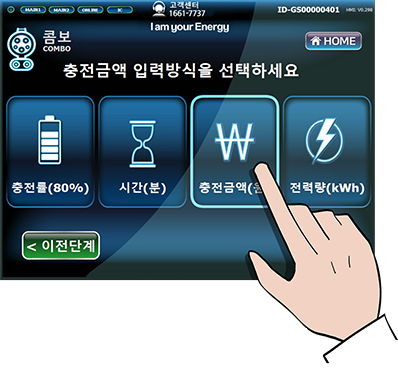 MAIN1 MAIN2 ONLINE IC
고객센터
1661-7737
ID-GS00000401 HMI V0.298
I am your Energy
콤보
COMBO
HOME
충전금액 입력방식을 선택하세요
충전률(80%) 시간(분) 충전금액(원 전력량(kWh)
< 이전단계